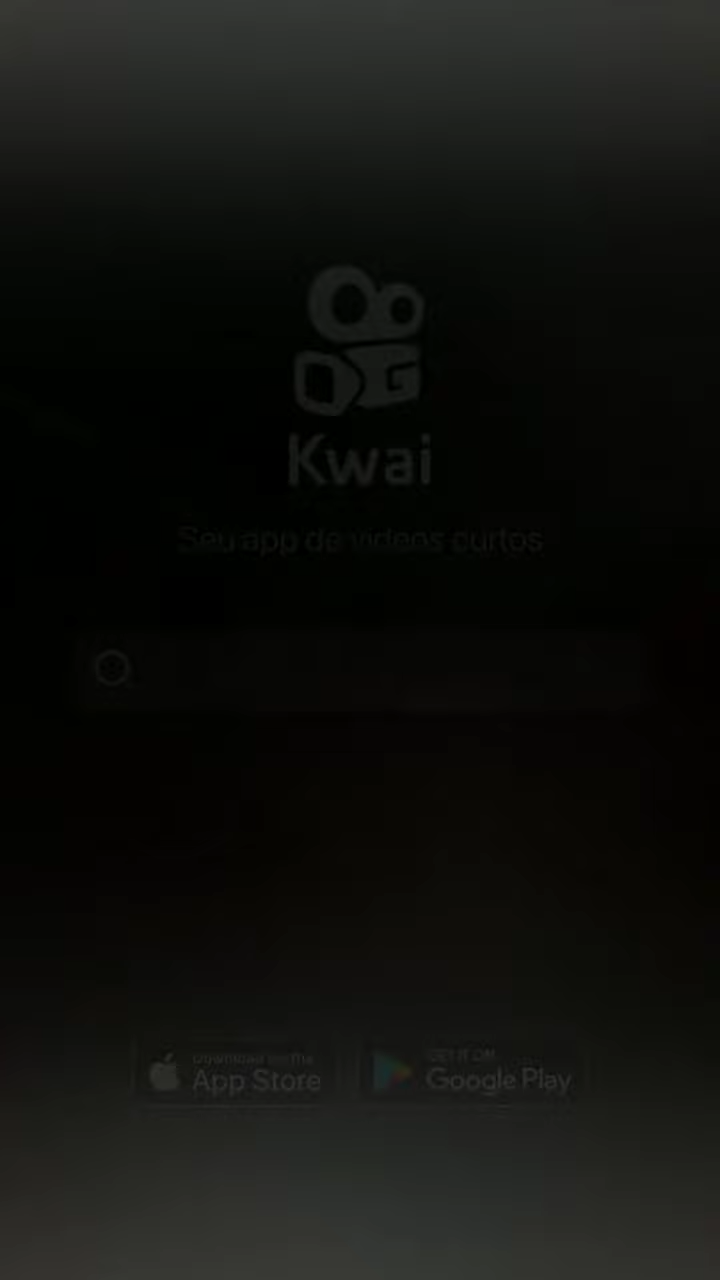 Kwai
Seu app de vídeos curtos
Download on the
App Store
GET IT ON
Google Play